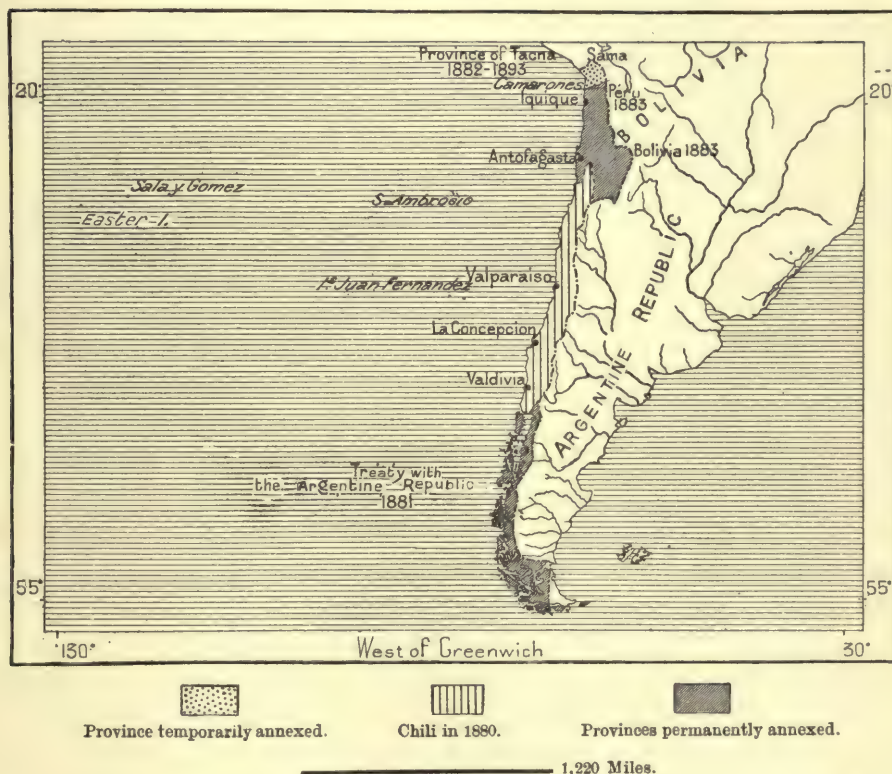 Province of Tacna
1882-1893
Sama
Camarones
Iquique
Peru
1883
BOLIVIA
20°
20°
Antofagasta
Bolivia 1883
Sala y Gomez
Easter-I.
S. Ambrosio
Is. Juan Fernandez
Valparaiso
La Concepcion
Valdivia
ARGENTINE REPUBLIC
Treaty with
the Argentine Republic
1881
55°
55°
130°
West of Greenwich
30°
Province temporarily annexed.
Chili in 1880.
Provinces permanently annexed.
1,220 Miles.